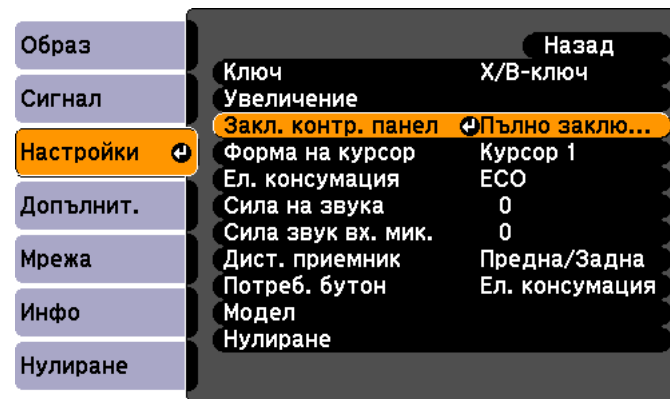 Образ
Сигнал
Настройки
Допълнит.
Мрежа
Инфо
Нулиране
Назад
Ключ Х/В-ключ
Увеличение
Закл. контр. панел Пълно заклю...
Форма на курсор Курсор 1
Ел. консумация ECO
Сила на звука 0
Сила звук вх. мик. 0
Дист. приемник Предна/Задна
Потреб. бутон Ел. консумация
Модел
Нулиране